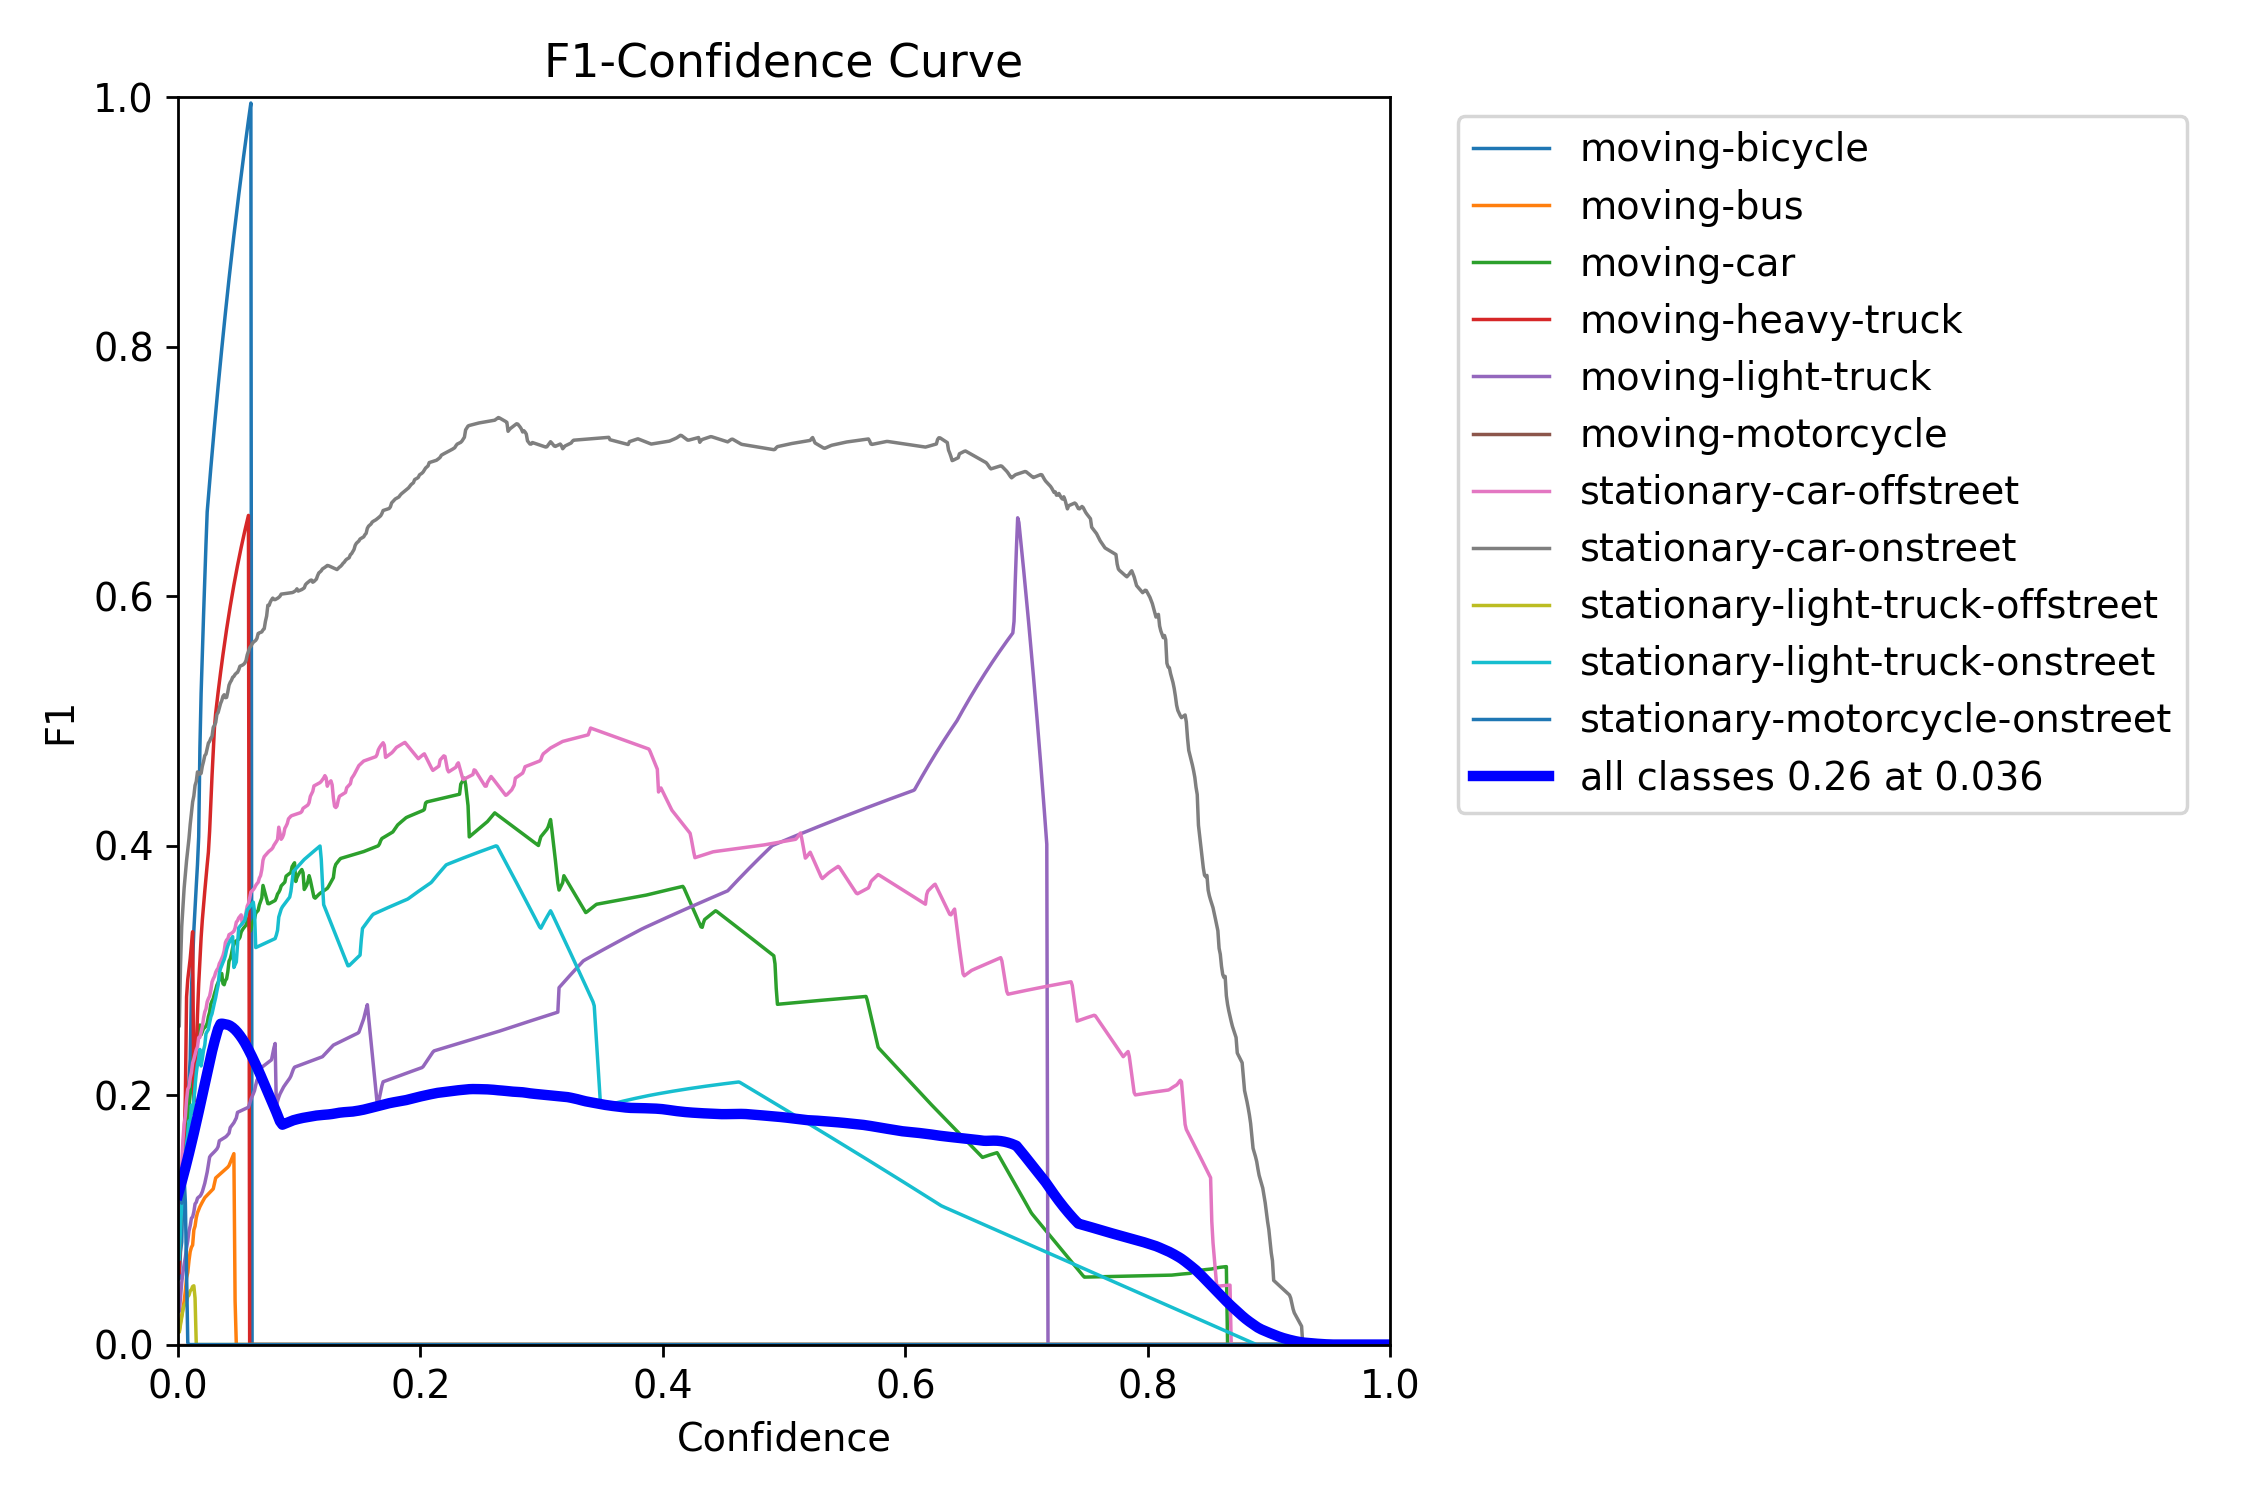 F1-Confidence Curve
1.0
0.8
0.6
0.4
0.2
0.0
F1
0.0 0.2 0.4 0.6 0.8 1.0
Confidence
moving-bicycle
moving-bus
moving-car
moving-heavy-truck
moving-light-truck
moving-motorcycle
stationary-car-offstreet
stationary-car-onstreet
stationary-light-truck-offstreet
stationary-light-truck-onstreet
stationary-motorcycle-onstreet
all classes 0.26 at 0.036